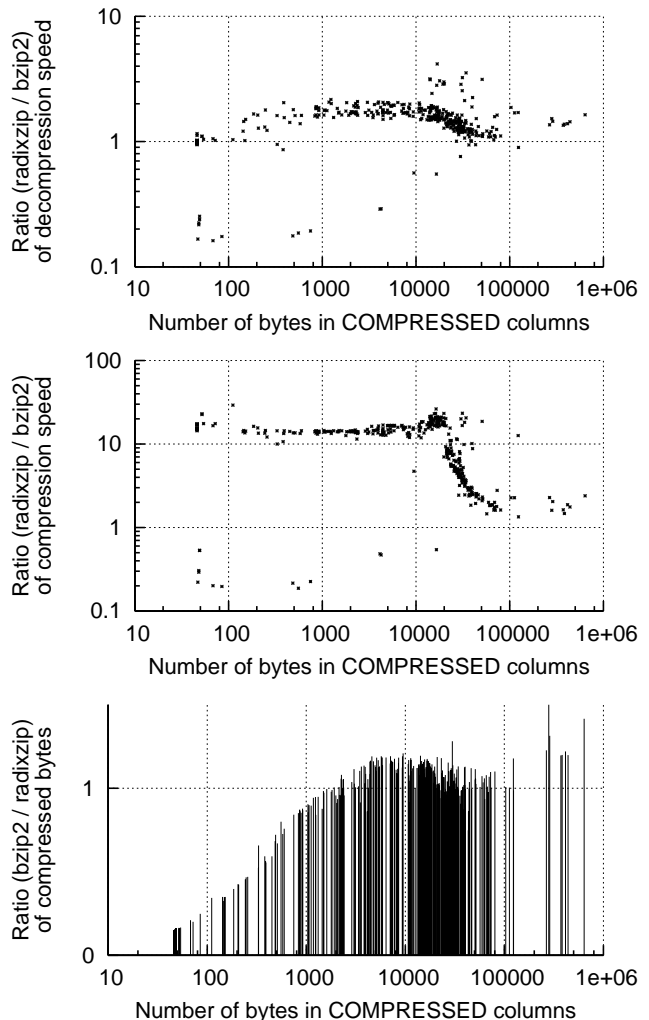 Ratio (radixzip / bzip2)
of decompression speed
10
1
0.1
10 100 1000 10000 100000 1e+06
Number of bytes in COMPRESSED columns
Ratio (radixzip / bzip2)
of compression speed
100
10
1
0.1
10 100 1000 10000 100000 1e+06
Number of bytes in COMPRESSED columns
Ratio (bzip2 / radixzip)
of compressed bytes
1
0
10 100 1000 10000 100000 1e+06
Number of bytes in COMPRESSED columns